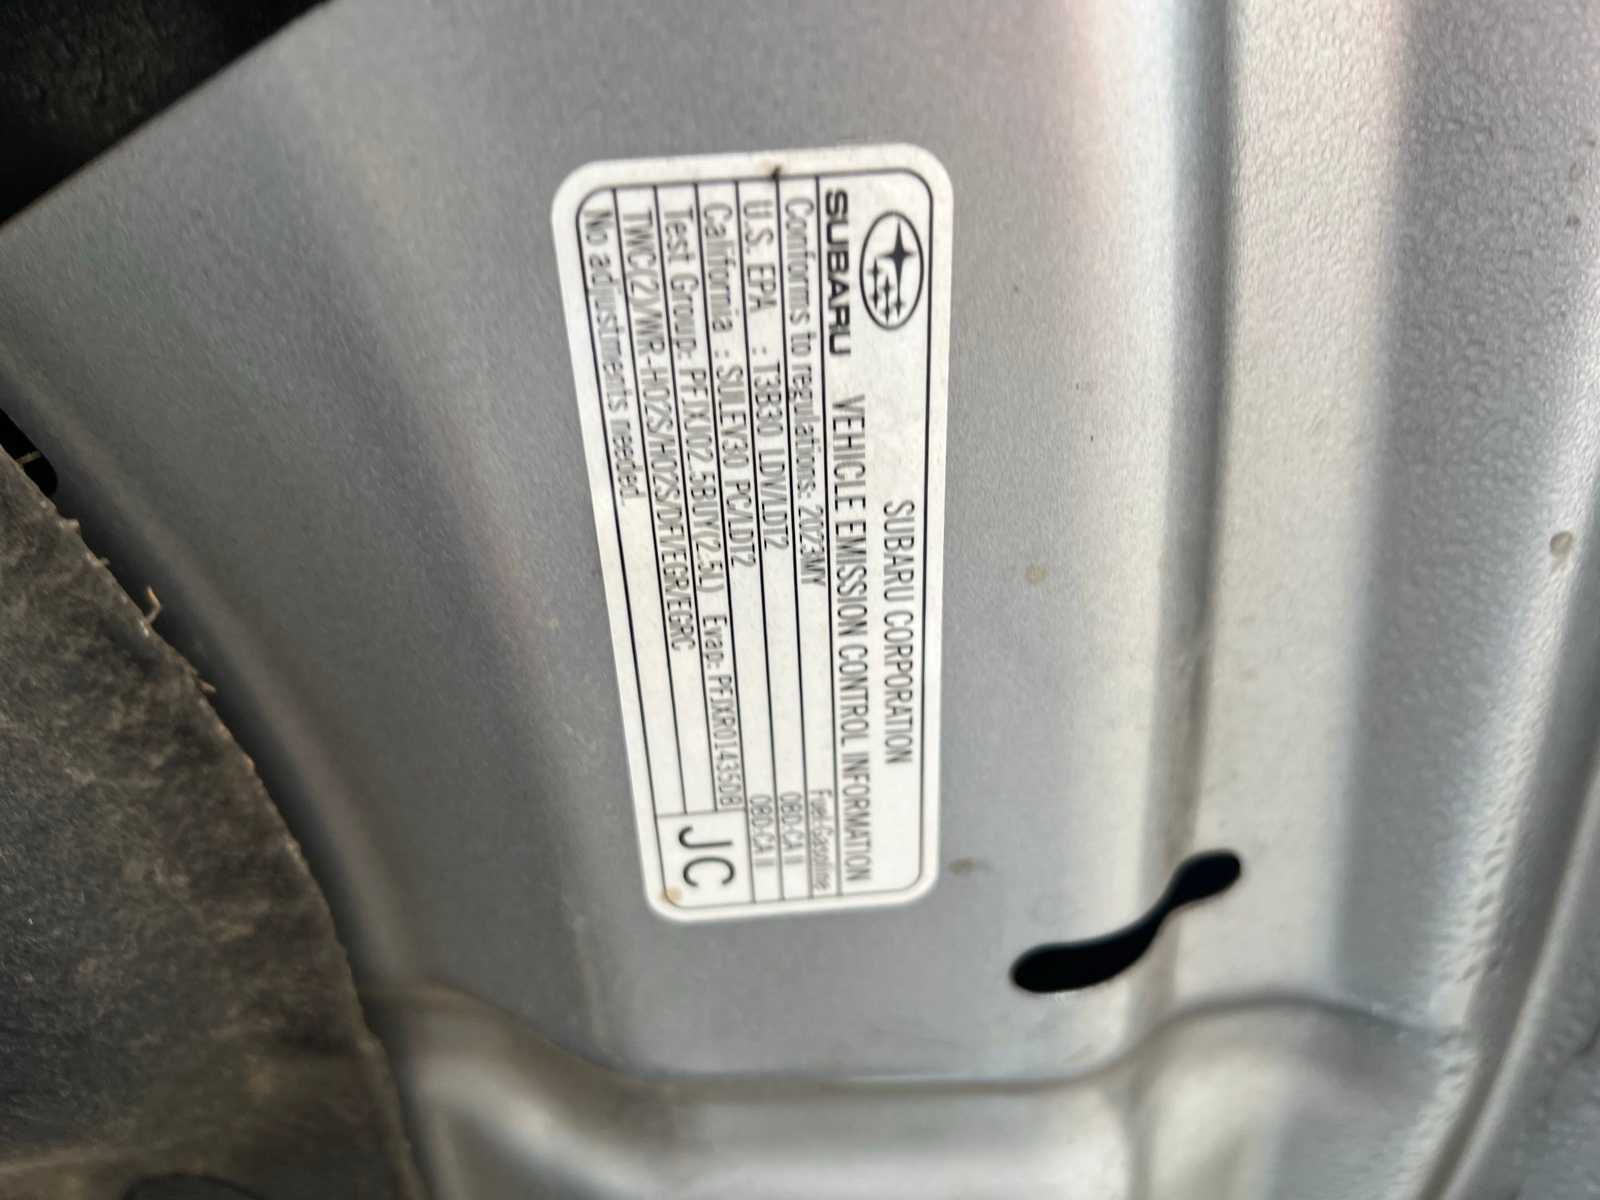 SUBARU CORPORATION
SUBARU VEHICLE EMISSION CONTROL INFORMATION
Conforms to regulations: 2023MY Fuel:Gasoline
U.S. EPA : T3B30 LDV/LDT2 OBD:CA II
California : SULEV30 PC/LDT2 OBD:CA II
Test Group: PFJXJ02.5BUY(2.5L) Evap: PFJXR0143SDB
TWC(2)/WR-HO2S/HO2S/DFI/EGR/EGRC
No adjustments needed.
JC